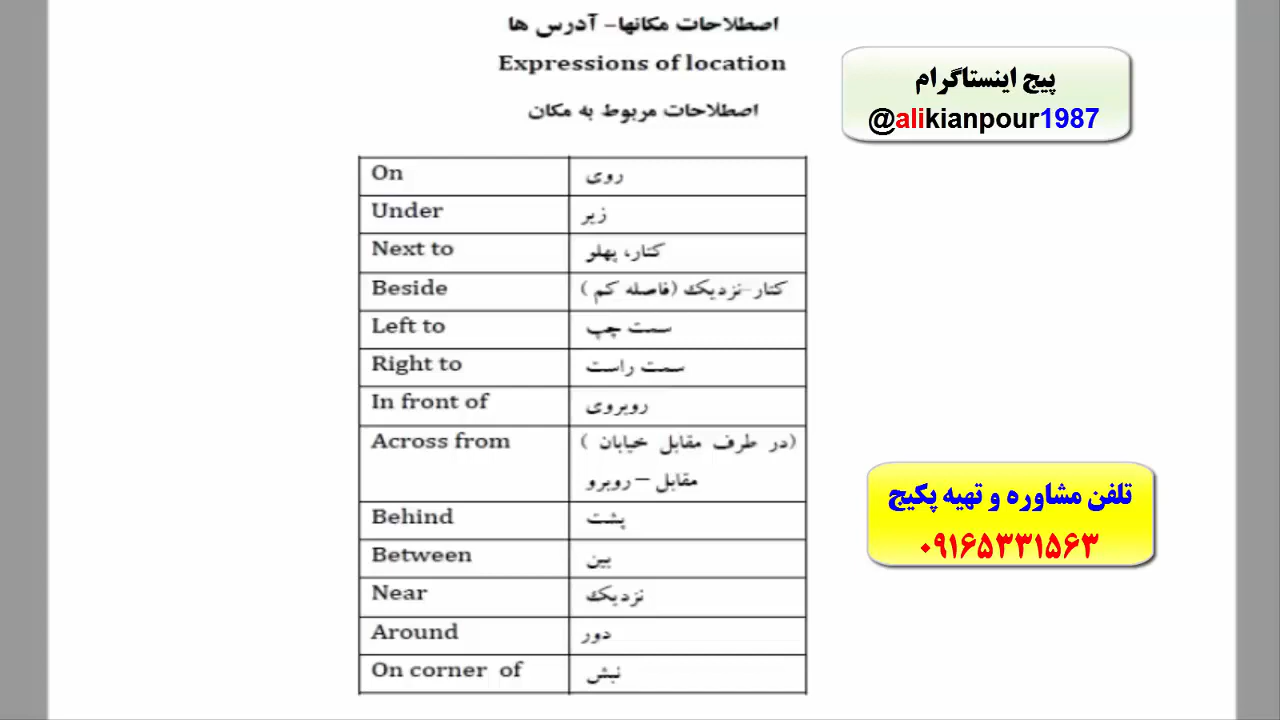 اصطلاحات مکانها- آدرس ها
Expressions of location
اصطلاحات مربوط به مکان
پیج اینستاگرام
@alikianpour1987
On روی
Under زیر
Next to کنار، پهلو
Beside کنار-نزدیک (فاصله کم )
Left to سمت چپ
Right to سمت راست
In front of روبروی
Across from (در طرف مقابل خیابان )
مقابل – روبرو
Behind پشت
Between بین
Near نزدیک
Around دور
On corner of نبش
تلفن مشاوره و تهیه پکیج
۰۹۱۶۵۳۳۱۵۶۳